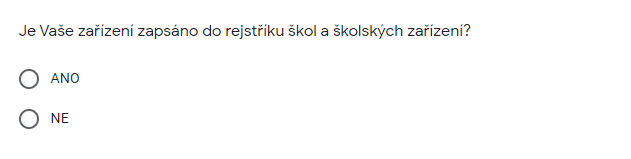 Je Vaše zařízení zapsáno do rejstříku škol a školských zařízení?
ANO
NE